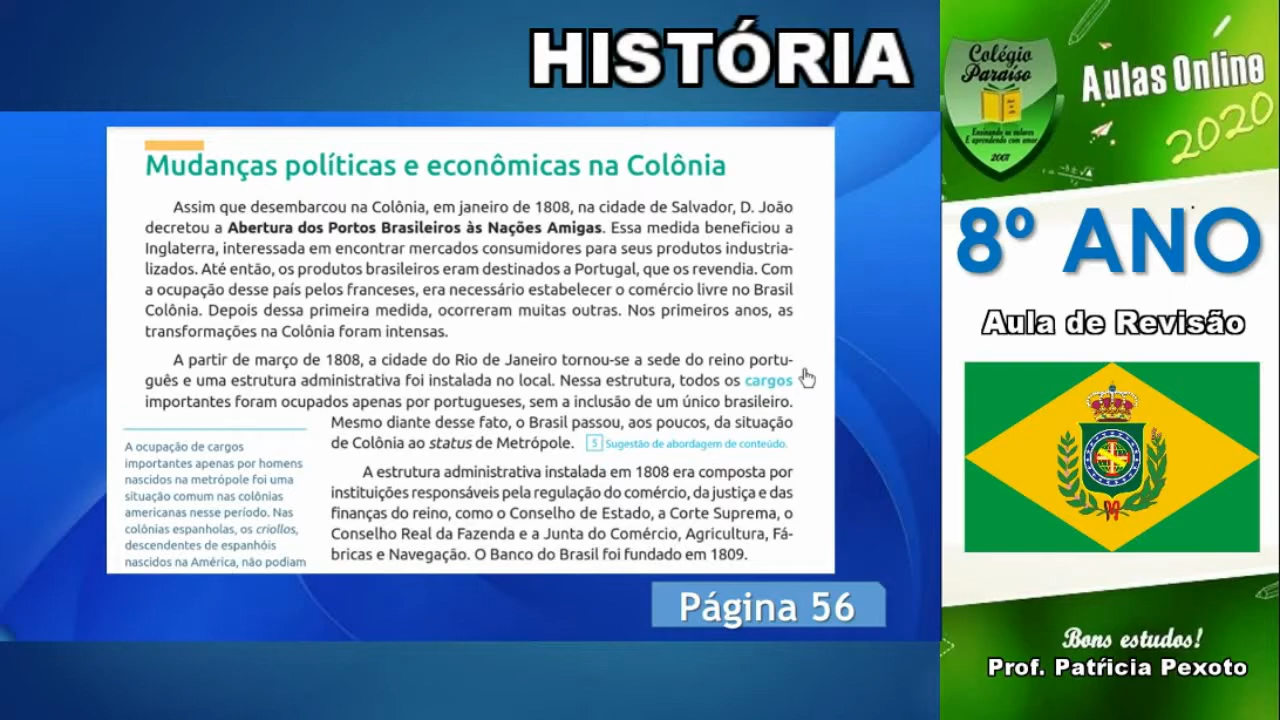 HISTÓRIA
Mudanças políticas e econômicas na Colônia
Assim que desembarcou na Colônia, em janeiro de 1808, na cidade de Salvador, D. João
decretou a Abertura dos Portos Brasileiros às Nações Amigas. Essa medida beneficiou a
Inglaterra, interessada em encontrar mercados consumidores para seus produtos industria-
lizados. Até então, os produtos brasileiros eram destinados a Portugal, que os revendia. Com
a ocupação desse país pelos franceses, era necessário estabelecer o comércio livre no Brasil
Colônia. Depois dessa primeira medida, ocorreram muitas outras. Nos primeiros anos, as
transformações na Colônia foram intensas.
A partir de março de 1808, a cidade do Rio de Janeiro tornou-se a sede do reino portu-
guês e uma estrutura administrativa foi instalada no local. Nessa estrutura, todos os cargos
importantes foram ocupados apenas por portugueses, sem a inclusão de um único brasileiro.
Mesmo diante desse fato, o Brasil passou, aos poucos, da situação
de Colônia ao status de Metrópole. 5 Sugestão de abordagem de conteúdo.
A estrutura administrativa instalada em 1808 era composta por
instituições responsáveis pela regulação do comércio, da justiça e das
finanças do reino, como o Conselho de Estado, a Corte Suprema, o
Conselho Real da Fazenda e a Junta do Comércio, Agricultura, Fá-
bricas e Navegação. O Banco do Brasil foi fundado em 1809.
A ocupação de cargos
importantes apenas por homens
nascidos na metrópole foi uma
situação comum nas colônias
americanas nesse período. Nas
colônias espanholas, os criollos,
descendentes de espanhóis
nascidos na América, não podiam
Página 56
Colégio
Paraíso
Ensinando os valores
E aprendendo com amor
2007
Aulas Online
2020
8º ANO
Aula de Revisão
Bons estudos!
Prof. Patŕicia Pexoto